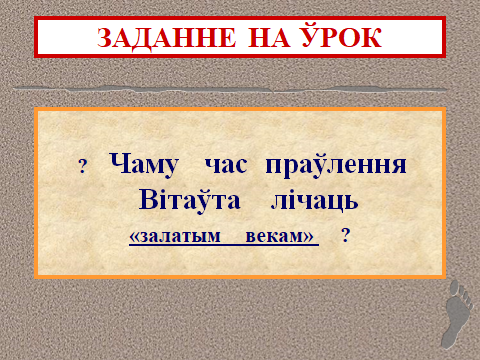 ЗАДАННЕ НА ЎРОК
? Чаму час праўлення
Вітаўта лічаць
«залатым векам» ?